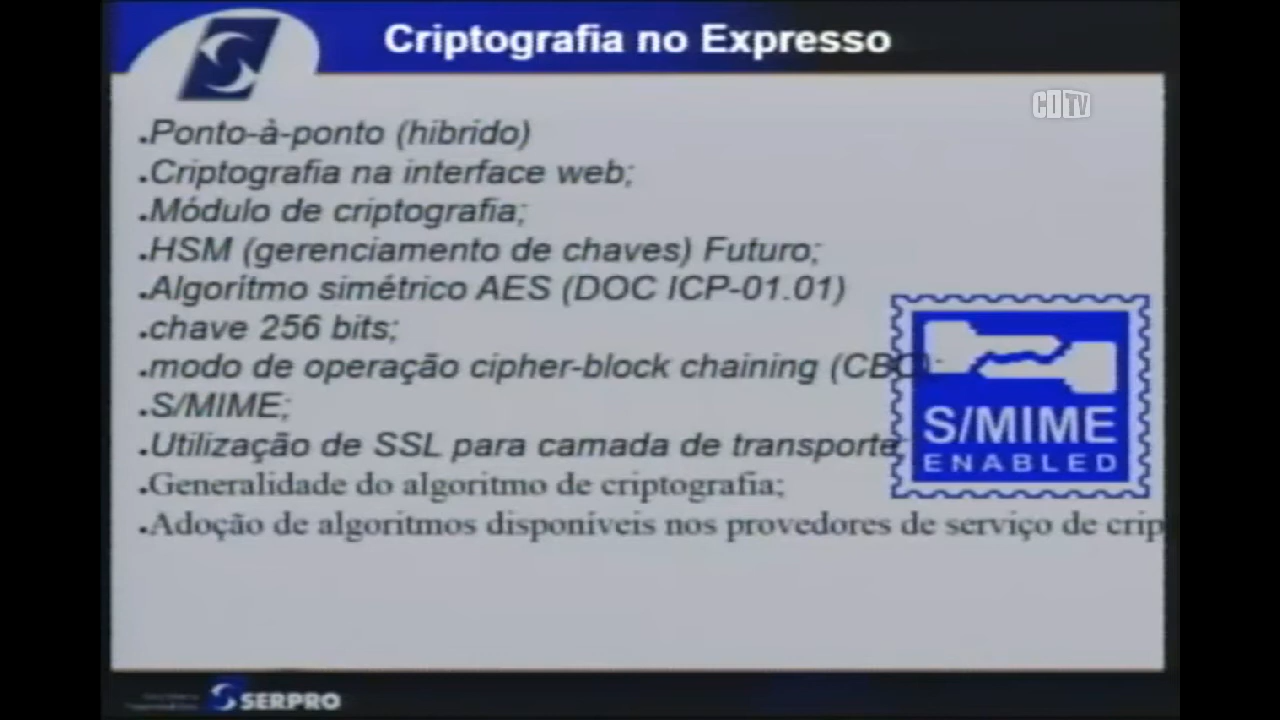 Criptografia no Expresso
CDTV
.Ponto-à-ponto (hibrido)
.Criptografia na interface web;
.Módulo de criptografia;
.HSM (gerenciamento de chaves) Futuro;
.Algorítmo simétrico AES (DOC ICP-01.01)
.chave 256 bits;
.modo de operação cipher-block chaining (CBC);
.S/MIME;
.Utilização de SSL para camada de transporte
.Generalidade do algoritmo de criptografia;
.Adoção de algoritmos disponíveis nos provedores de serviço de crip
S/MIME
ENABLED
SERPRO